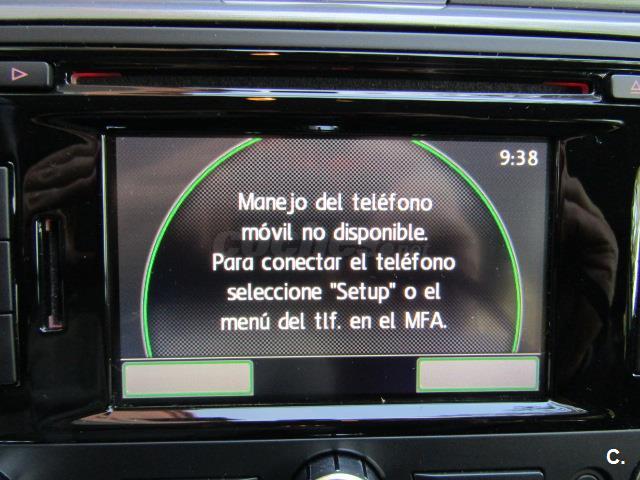 9:38
Manejo del teléfono
móvil no disponible.
Para conectar el teléfono
seleccione "Setup" o el
menú del tlf. en el MFA.
C.